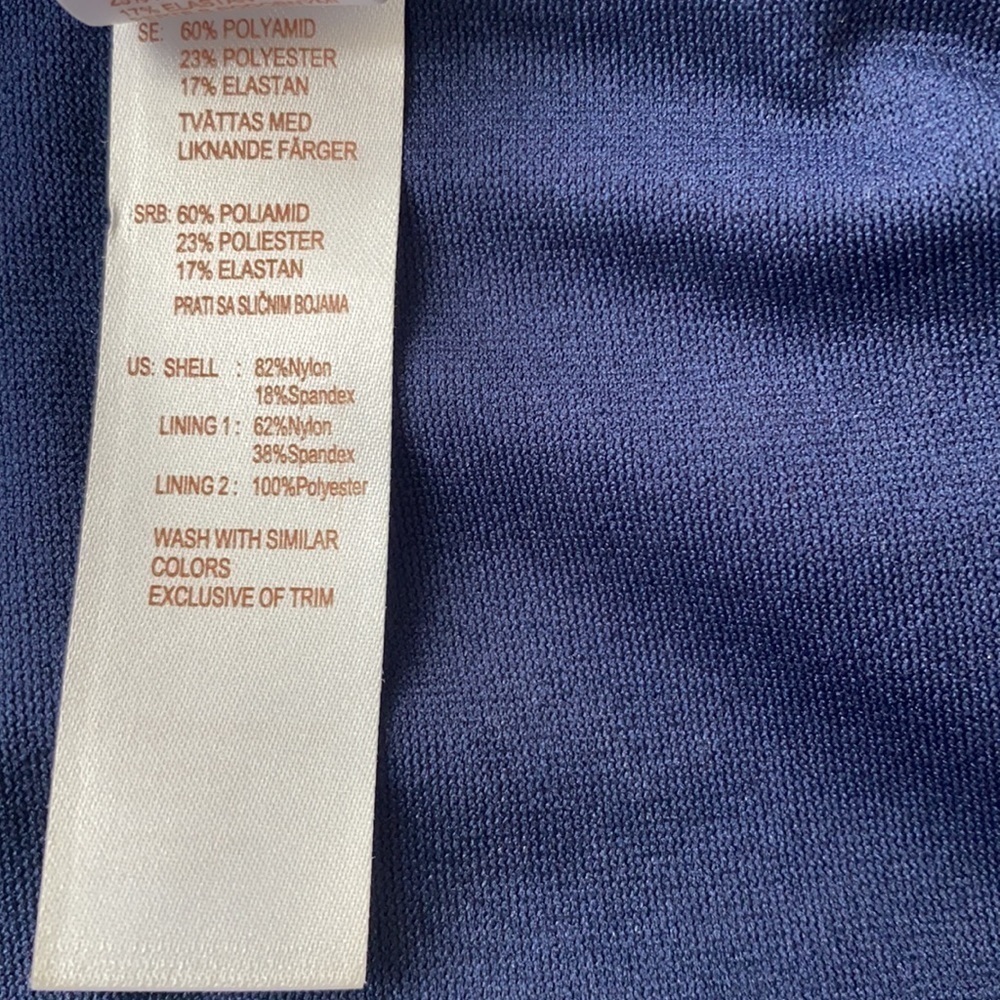 17% ELASTAN
SE: 60% POLYAMID
23% POLYESTER
17% ELASTAN
TVÄTTAS MED
LIKNANDE FÄRGER
SRB: 60% POLIAMID
23% POLIESTER
17% ELASTAN
PRATI SA SLIČNIM BOJAMA
US: SHELL : 82%Nylon
18%Spandex
LINING 1 : 62%Nylon
38%Spandex
LINING 2 : 100%Polyester
WASH WITH SIMILAR
COLORS
EXCLUSIVE OF TRIM